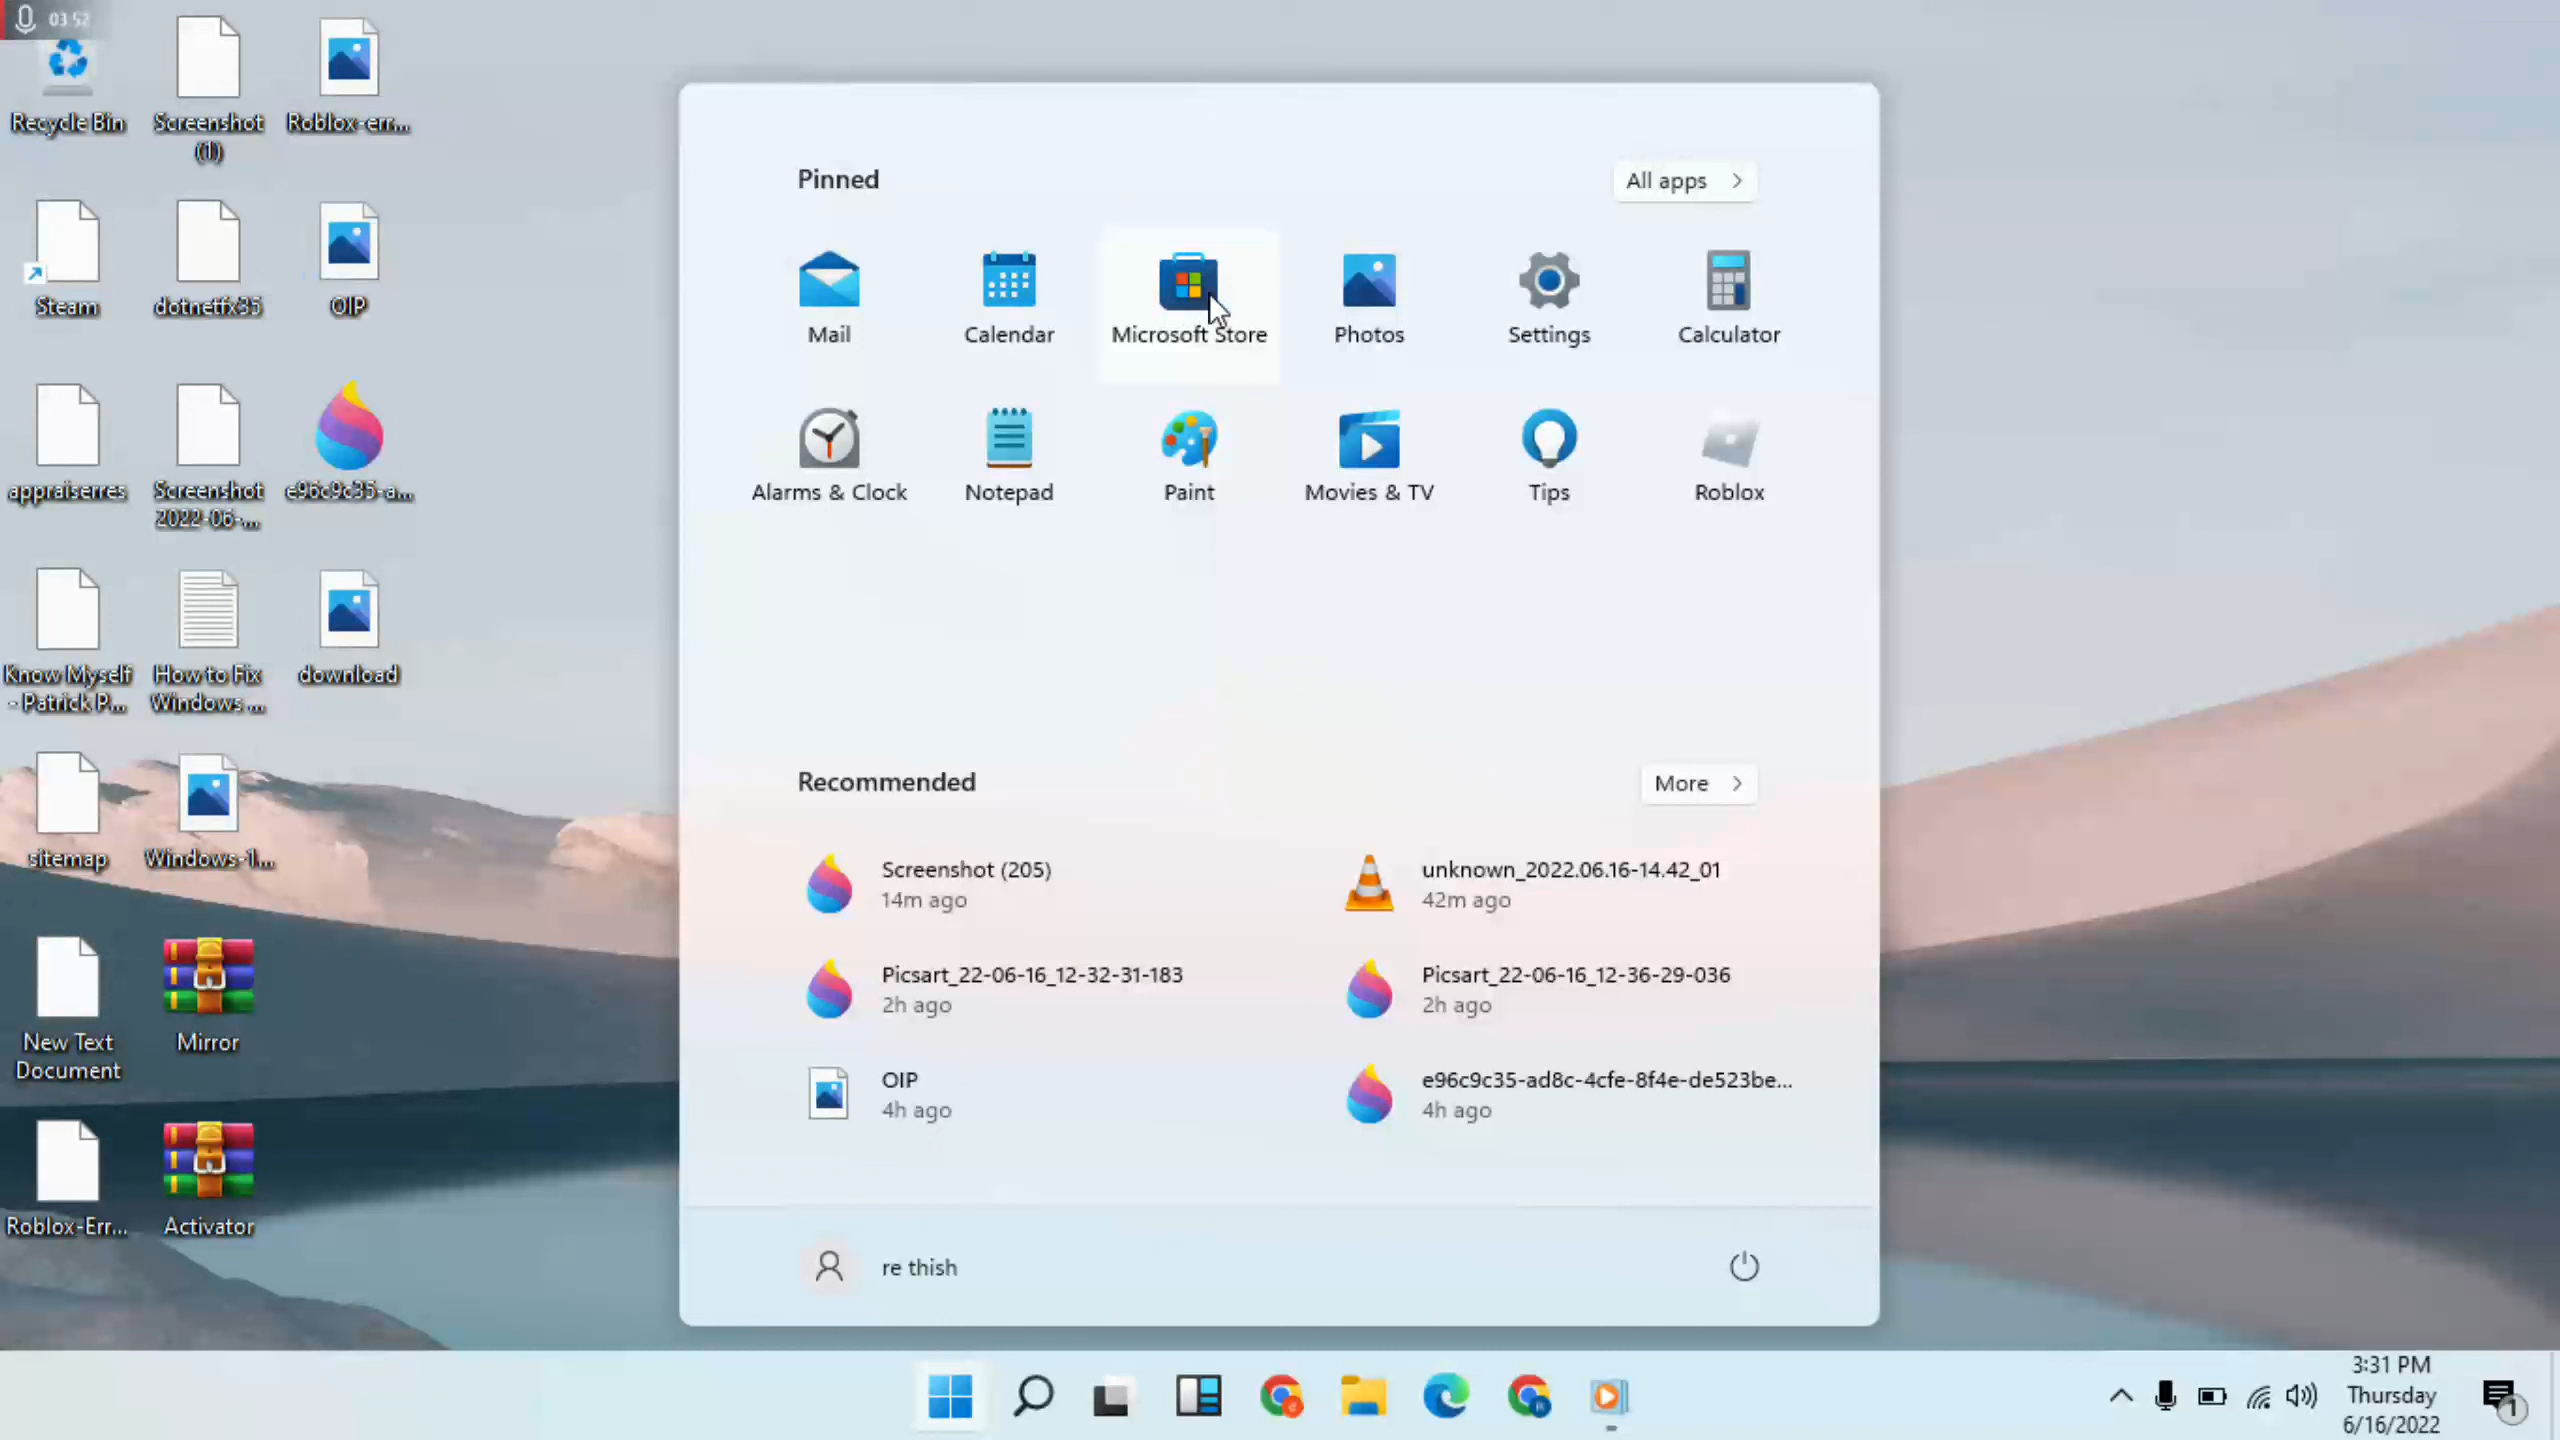 03:52
Recycle Bin
Screenshot
(1)
Roblox-err...
Steam
dotnetfx35
OIP
appraiserres
Screenshot
2022-06-...
e96c9c35-a...
Know Myself
- Patrick P...
How to Fix
Windows ...
download
sitemap
Windows-1...
New Text
Document
Mirror
Roblox-Err...
Activator
Pinned
All apps
Mail
Calendar
Microsoft Store
Photos
Settings
Calculator
Alarms & Clock
Notepad
Paint
Movies & TV
Tips
Roblox
Recommended
More
Screenshot (205)
14m ago
unknown_2022.06.16-14.42_01
42m ago
Picsart_22-06-16_12-32-31-183
2h ago
Picsart_22-06-16_12-36-29-036
2h ago
OIP
4h ago
e96c9c35-ad8c-4cfe-8f4e-de523be...
4h ago
re thish
3:31 PM
Thursday
6/16/2022
1